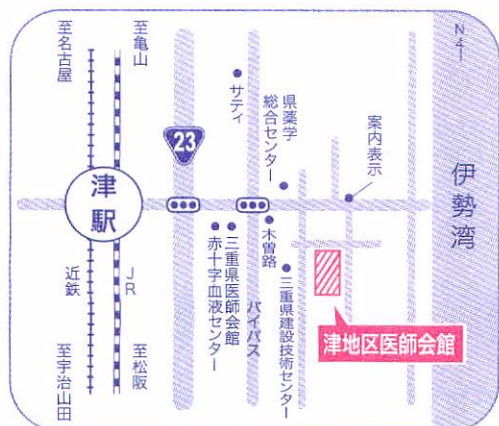 至名古屋
至亀山
津駅
近鉄
JR
至宇治山田
至松阪
23
サティ
県薬学
総合センター
案内表示
N
伊勢湾
三重県医師会館
赤十字血液センター
バイパス
木曽路
三重県建設技術センター
津地区医師会館